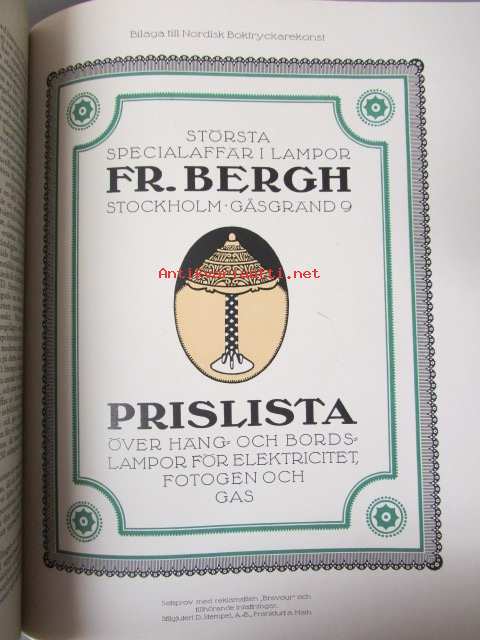 Bilaga till Nordisk Boktryckarekonst
STÖRSTA
SPECIALAFFÄR I LAMPOR
FR. BERGH
STOCKHOLM · GÅSGRÄND 9
Antikvariaatti.net
PRISLISTA
ÖVER HÄNG- OCH BORDS-
LAMPOR FÖR ELEKTRICITET,
FOTOGEN OCH
GAS
Satsprov med reklamstilen „Bravour" och
tillhörande infattningar.
Stilgjuteri D. Stempel, A.-B., Frankfurt a. Main.